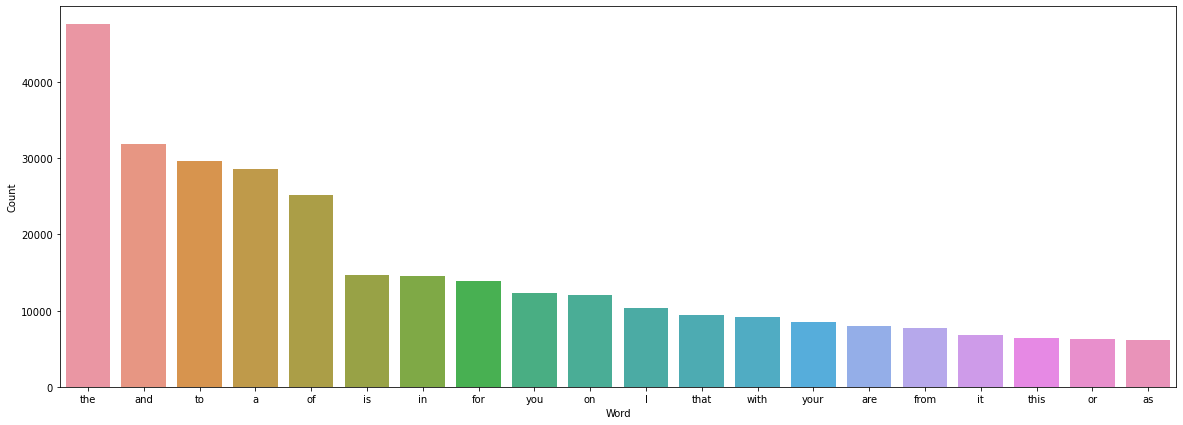 40000
30000
20000
10000
0
Count
the and to a of is in for you on I that with your are from it this or as
Word